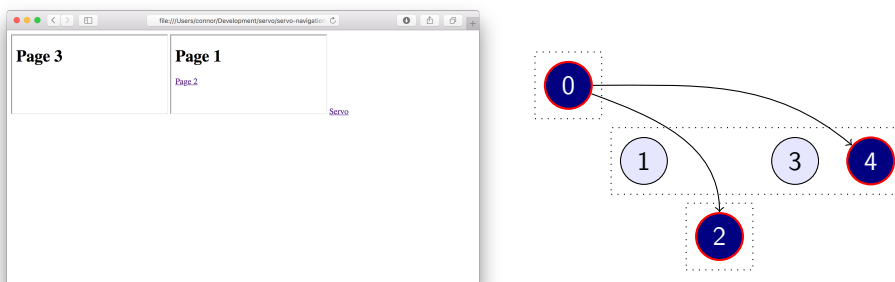 file:///Users/connor/Development/servo/servo-navigation
Page 3
Page 1
Page 2
Servo
0
1
3
4
2